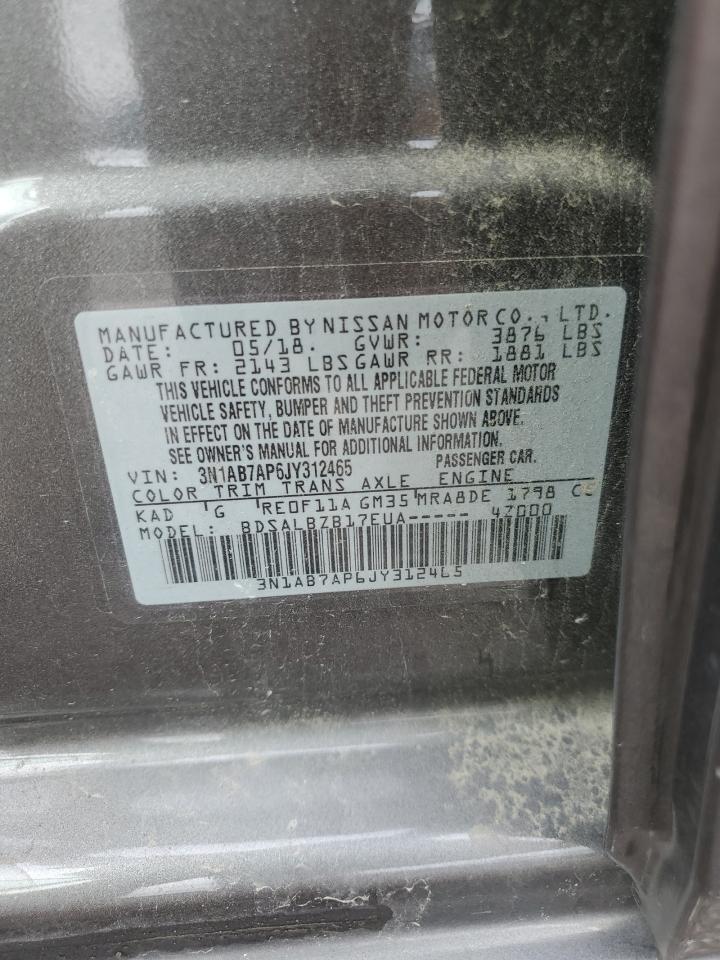 MANUFACTURED BY NISSAN MOTOR CO., LTD.
DATE: 05/18. GVWR: 3876 LBS
GAWR FR: 2143 LBS GAWR RR: 1881 LBS
THIS VEHICLE CONFORMS TO ALL APPLICABLE FEDERAL MOTOR
VEHICLE SAFETY, BUMPER AND THEFT PREVENTION STANDARDS
IN EFFECT ON THE DATE OF MANUFACTURE SHOWN ABOVE.
SEE OWNER'S MANUAL FOR ADDITIONAL INFORMATION.
VIN: 3N1AB7AP6JY312465 PASSENGER CAR.
COLOR TRIM TRANS AXLE ENGINE
KAD G RE0F11A GM35 MRA8DE 1798 CC
MODEL: BDSALBZB17EUA----- 4Z000
3N1AB7AP6JY312465